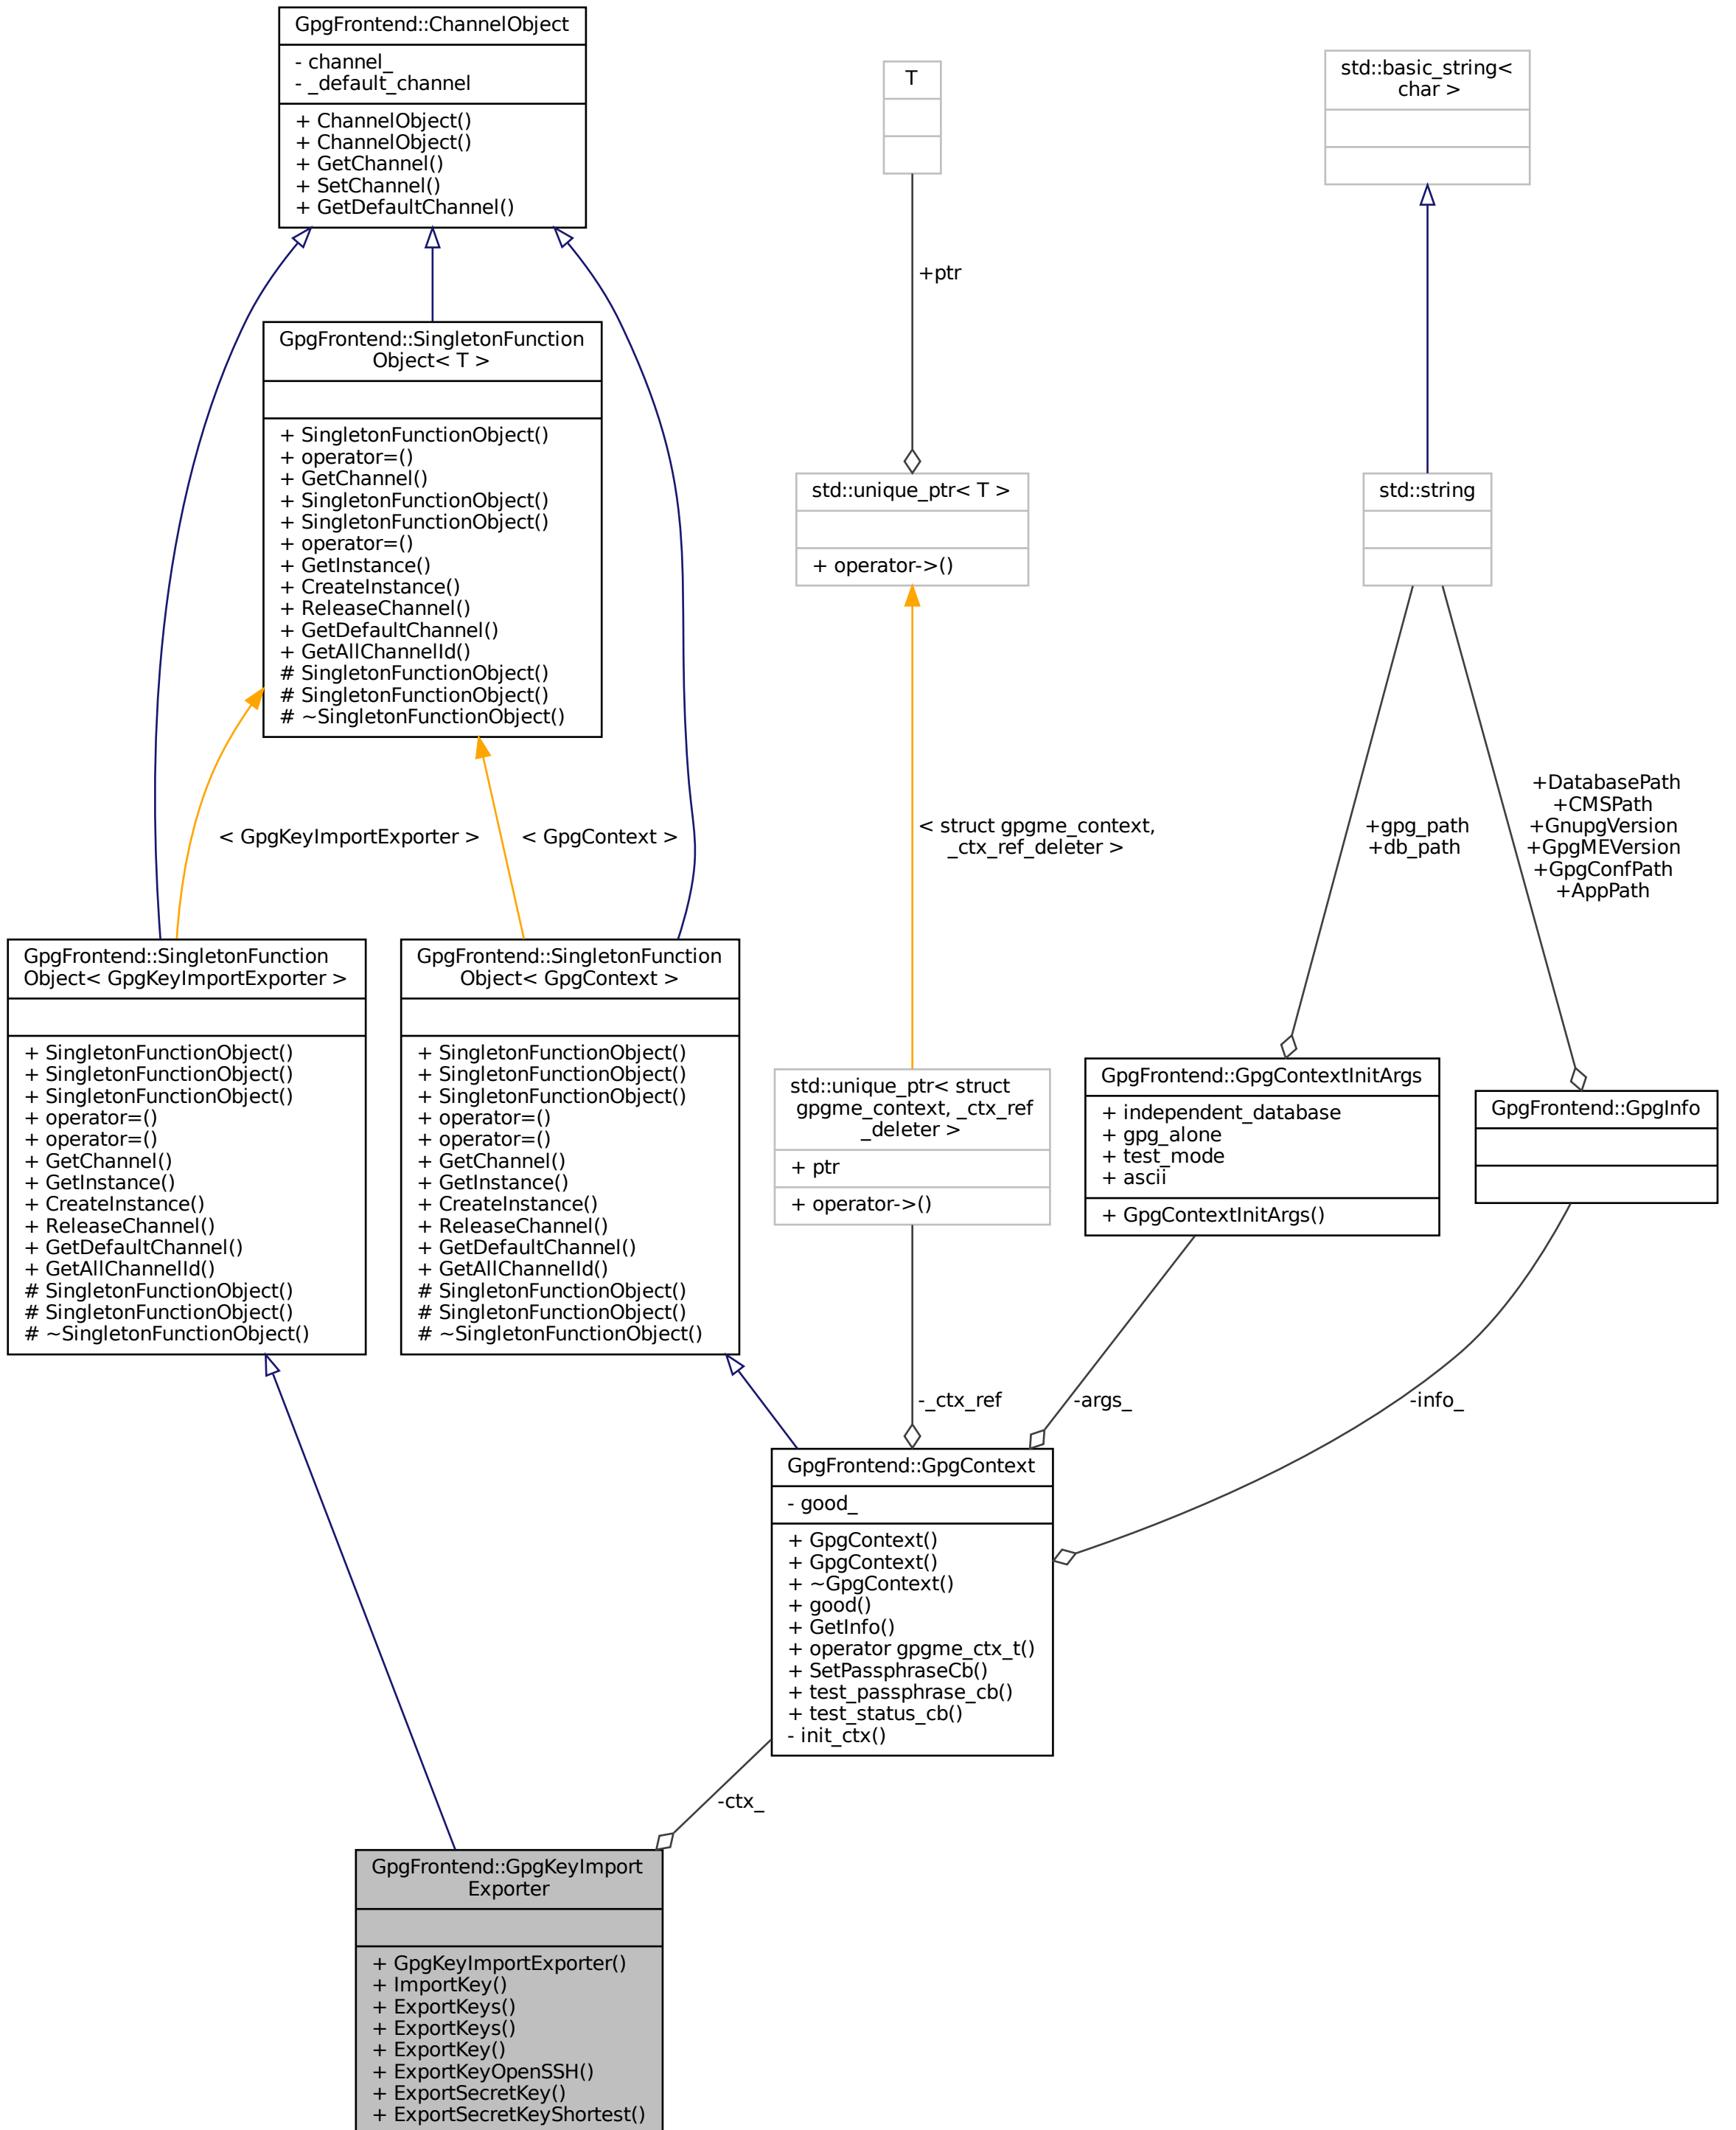 GpgFrontend::ChannelObject
- channel_
- _default_channel
+ ChannelObject()
+ ChannelObject()
+ GetChannel()
+ SetChannel()
+ GetDefaultChannel()
T
std::basic_string<
char >
+ptr
GpgFrontend::SingletonFunction
Object< T >
+ SingletonFunctionObject()
+ operator=()
+ GetChannel()
+ SingletonFunctionObject()
+ SingletonFunctionObject()
+ operator=()
+ GetInstance()
+ CreateInstance()
+ ReleaseChannel()
+ GetDefaultChannel()
+ GetAllChannelId()
# SingletonFunctionObject()
# SingletonFunctionObject()
# ~SingletonFunctionObject()
std::unique_ptr< T >
+ operator->()
std::string
< GpgKeyImportExporter >
< GpgContext >
< struct gpgme_context,
_ctx_ref_deleter >
+gpg_path
+db_path
+DatabasePath
+CMSPath
+GnupgVersion
+GpgMEVersion
+GpgConfPath
+AppPath
GpgFrontend::SingletonFunction
Object< GpgKeyImportExporter >
+ SingletonFunctionObject()
+ SingletonFunctionObject()
+ SingletonFunctionObject()
+ operator=()
+ operator=()
+ GetChannel()
+ GetInstance()
+ CreateInstance()
+ ReleaseChannel()
+ GetDefaultChannel()
+ GetAllChannelId()
# SingletonFunctionObject()
# SingletonFunctionObject()
# ~SingletonFunctionObject()
GpgFrontend::SingletonFunction
Object< GpgContext >
+ SingletonFunctionObject()
+ SingletonFunctionObject()
+ SingletonFunctionObject()
+ operator=()
+ operator=()
+ GetChannel()
+ GetInstance()
+ CreateInstance()
+ ReleaseChannel()
+ GetDefaultChannel()
+ GetAllChannelId()
# SingletonFunctionObject()
# SingletonFunctionObject()
# ~SingletonFunctionObject()
std::unique_ptr< struct
gpgme_context, _ctx_ref
_deleter >
+ ptr
+ operator->()
GpgFrontend::GpgContextInitArgs
+ independent_database
+ gpg_alone
+ test_mode
+ ascii
+ GpgContextInitArgs()
GpgFrontend::GpgInfo
-_ctx_ref
-args_
-info_
GpgFrontend::GpgContext
- good_
+ GpgContext()
+ GpgContext()
+ ~GpgContext()
+ good()
+ GetInfo()
+ operator gpgme_ctx_t()
+ SetPassphraseCb()
+ test_passphrase_cb()
+ test_status_cb()
- init_ctx()
-ctx_
GpgFrontend::GpgKeyImport
Exporter
+ GpgKeyImportExporter()
+ ImportKey()
+ ExportKeys()
+ ExportKeys()
+ ExportKey()
+ ExportKeyOpenSSH()
+ ExportSecretKey()
+ ExportSecretKeyShortest()